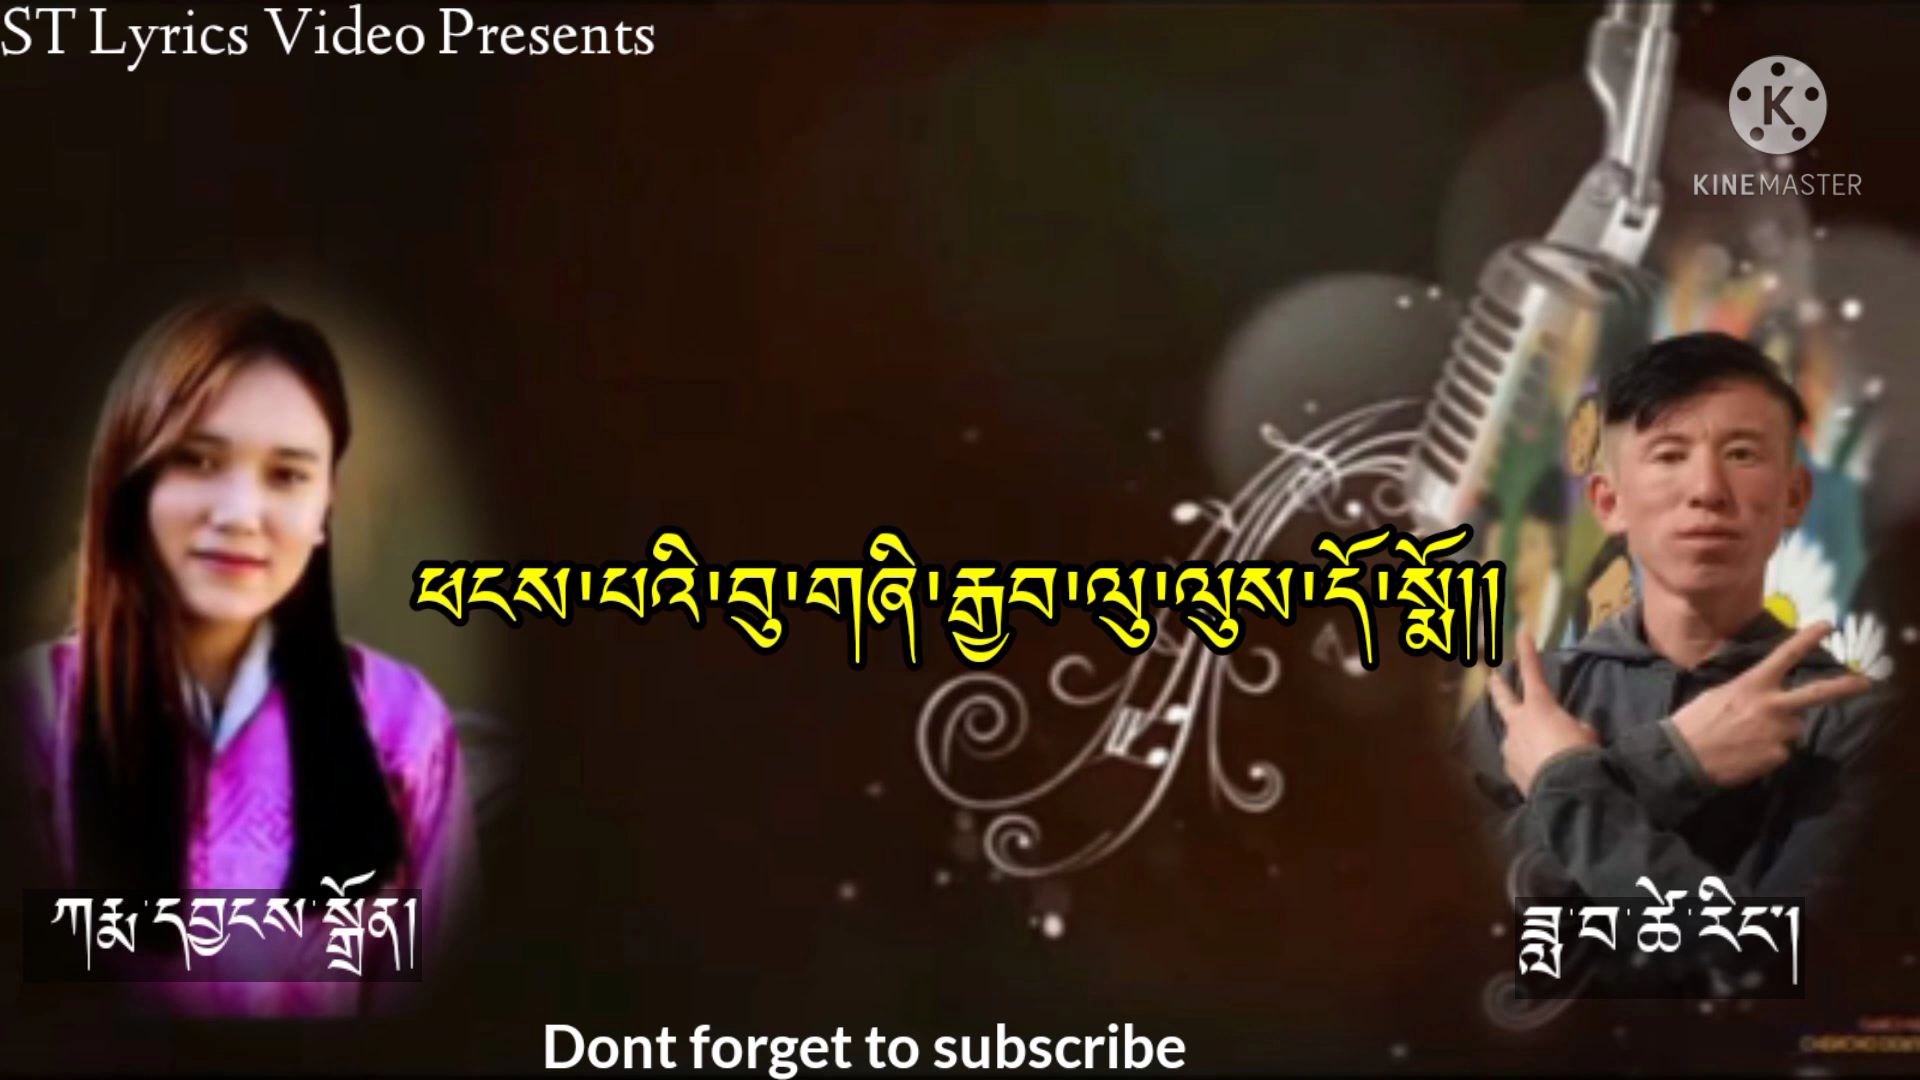 ST Lyrics Video Presents
KINEMASTER
ཕངས་པའི་བུ་གཞི་རྒྱབ་ལུ་ལུས་དོ་སྨོ།།
ཀརྨ་དབྱངས་སྒྲོན།
ཟླ་བ་ཚེ་རིང་།
Dont forget to subscribe